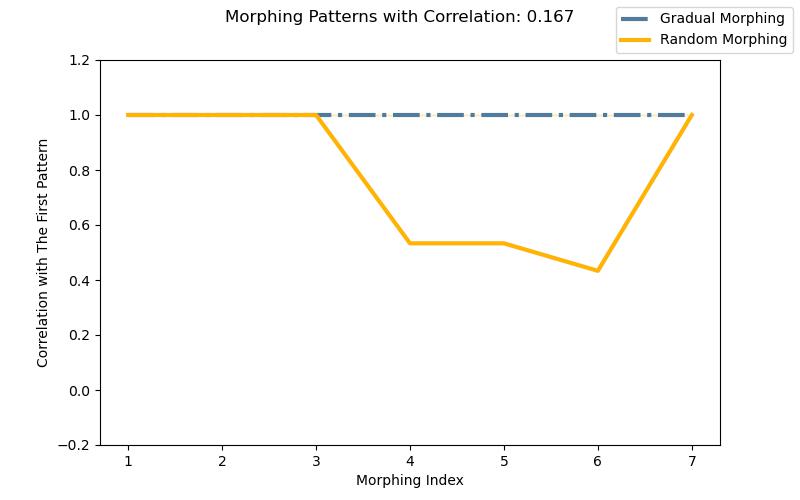 Morphing Patterns with Correlation: 0.167
Gradual Morphing
Random Morphing
1.2
1.0
0.8
0.6
0.4
0.2
0.0
−0.2
Correlation with The First Pattern
1 2 3 4 5 6 7
Morphing Index